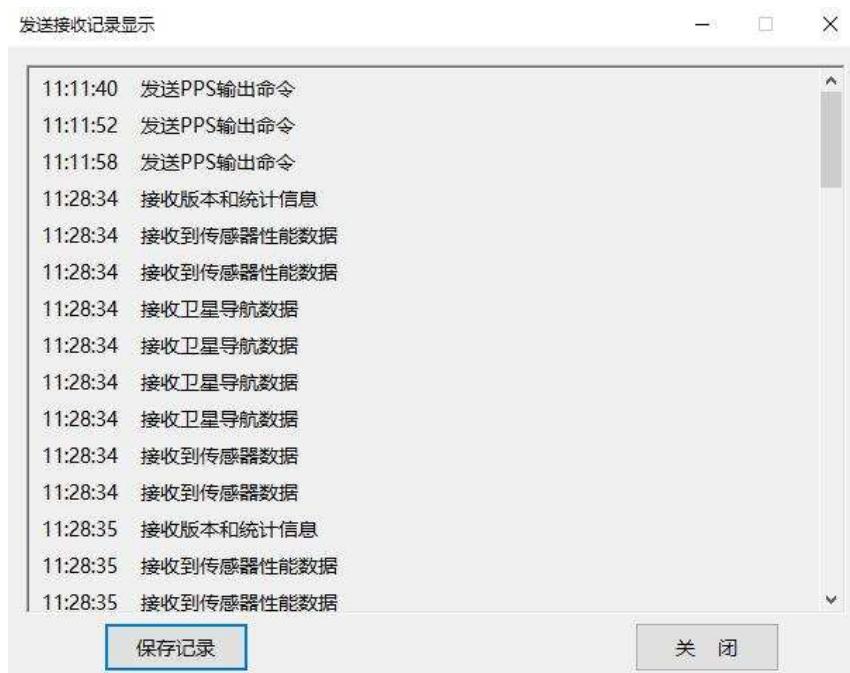 发送接收记录显示
11:11:40 发送PPS输出命令
11:11:52 发送PPS输出命令
11:11:58 发送PPS输出命令
11:28:34 接收版本和统计信息
11:28:34 接收到传感器性能数据
11:28:34 接收到传感器性能数据
11:28:34 接收卫星导航数据
11:28:34 接收卫星导航数据
11:28:34 接收卫星导航数据
11:28:34 接收卫星导航数据
11:28:34 接收到传感器数据
11:28:34 接收到传感器数据
11:28:35 接收版本和统计信息
11:28:35 接收到传感器性能数据
11:28:35 接收到传感器性能数据
保存记录 关 闭